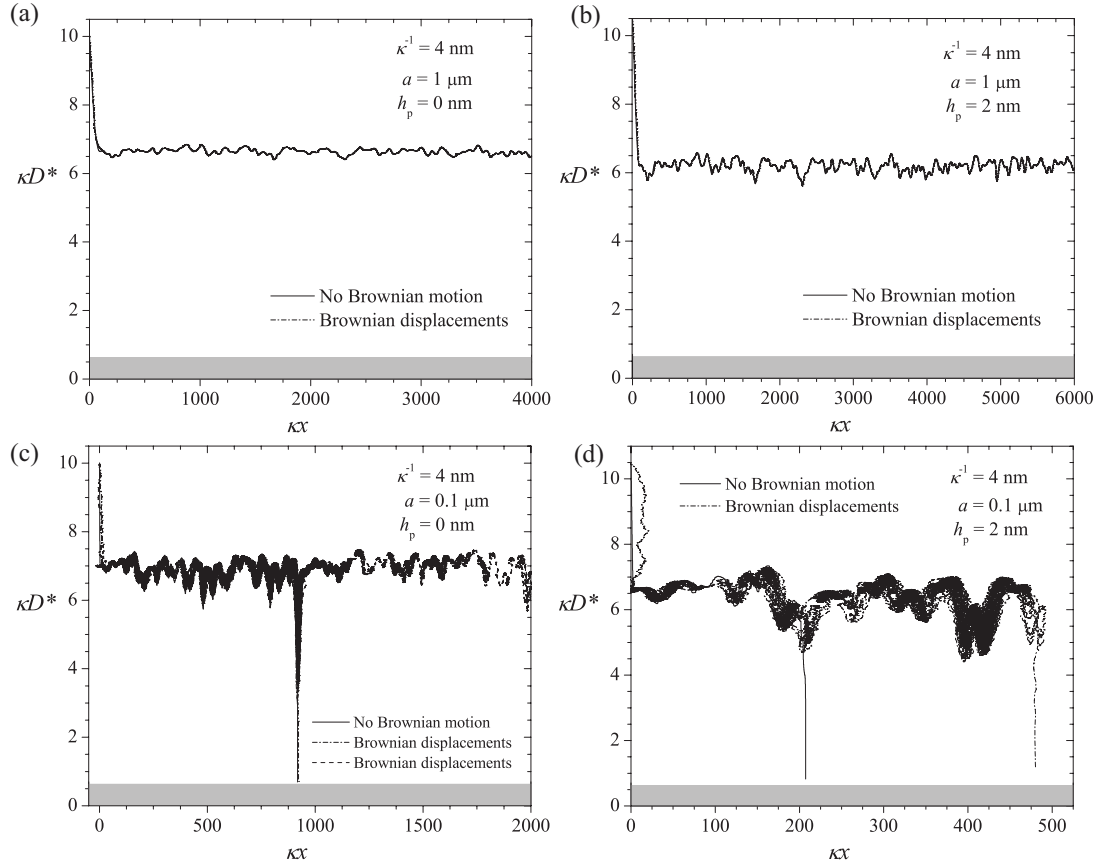 (a)
10
8
6
4
2
0
κD*
κ⁻¹ = 4 nm
a = 1 μm
hₚ = 0 nm
No Brownian motion
Brownian displacements
0 1000 2000 3000 4000
κx
(b)
10
8
6
4
2
0
κD*
κ⁻¹ = 4 nm
a = 1 μm
hₚ = 2 nm
No Brownian motion
Brownian displacements
0 1000 2000 3000 4000 5000 6000
κx
(c)
10
8
6
4
2
0
κD*
κ⁻¹ = 4 nm
a = 0.1 μm
hₚ = 0 nm
No Brownian motion
Brownian displacements
Brownian displacements
0 500 1000 1500 2000
κx
(d)
10
8
6
4
2
0
κD*
No Brownian motion
Brownian displacements
κ⁻¹ = 4 nm
a = 0.1 μm
hₚ = 2 nm
0 100 200 300 400 500
κx